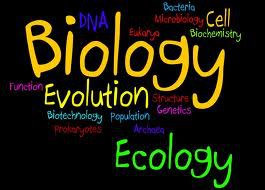 Bacteria
DNA
Microbiology Cell
Biology
Eukarya
Biochemistry
Function
Evolution
Structure
Genetics
Biotechnology Population
Prokaryotes
Archaea
Ecology